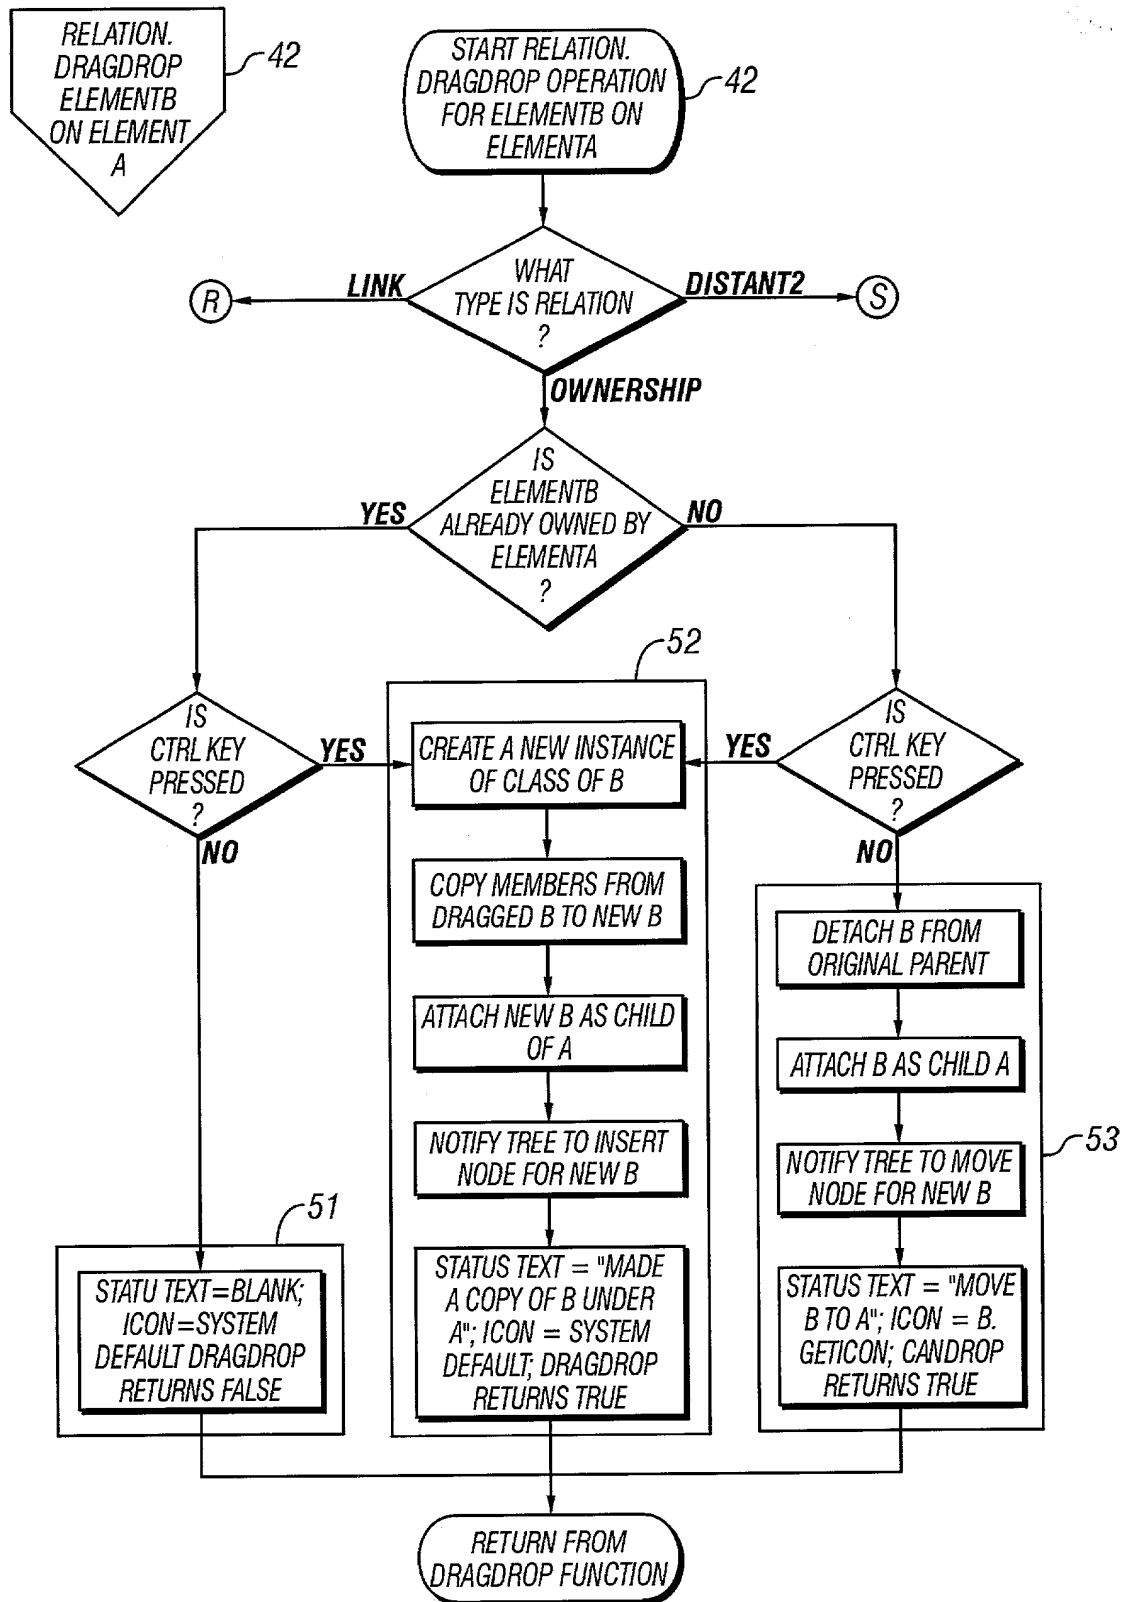 RELATION.
DRAGDROP
ELEMENTB
ON ELEMENT
A
42
START RELATION.
DRAGDROP OPERATION
FOR ELEMENTB ON
ELEMENTA
42
WHAT
TYPE IS RELATION
?
LINK
R
DISTANT2
S
OWNERSHIP
IS
ELEMENTB
ALREADY OWNED BY
ELEMENTA
?
YES
NO
IS
CTRL KEY
PRESSED
?
YES
NO
52
CREATE A NEW INSTANCE
OF CLASS OF B
COPY MEMBERS FROM
DRAGGED B TO NEW B
ATTACH NEW B AS CHILD
OF A
NOTIFY TREE TO INSERT
NODE FOR NEW B
STATUS TEXT = "MADE
A COPY OF B UNDER
A"; ICON = SYSTEM
DEFAULT; DRAGDROP
RETURNS TRUE
IS
CTRL KEY
PRESSED
?
YES
NO
DETACH B FROM
ORIGINAL PARENT
ATTACH B AS CHILD A
NOTIFY TREE TO MOVE
NODE FOR NEW B
STATUS TEXT = "MOVE
B TO A"; ICON = B.
GETICON; CANDROP
RETURNS TRUE
53
51
STATU TEXT=BLANK;
ICON=SYSTEM
DEFAULT DRAGDROP
RETURNS FALSE
RETURN FROM
DRAGDROP FUNCTION